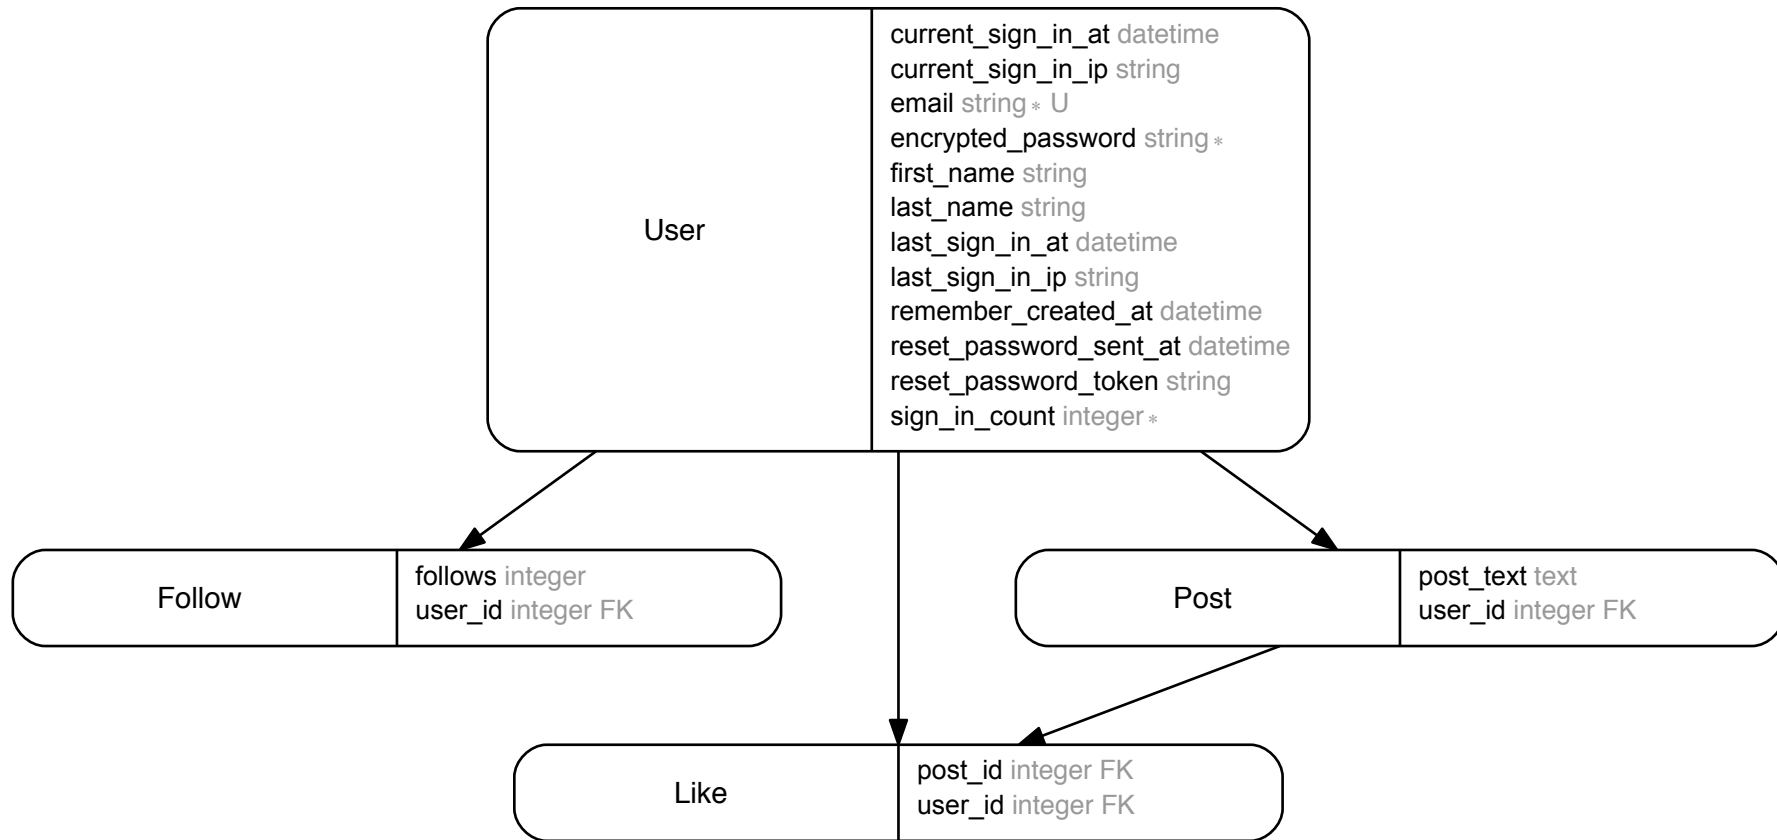 User
current_sign_in_at datetime
current_sign_in_ip string
email string* U
encrypted_password string*
first_name string
last_name string
last_sign_in_at datetime
last_sign_in_ip string
remember_created_at datetime
reset_password_sent_at datetime
reset_password_token string
sign_in_count integer*
Follow
follows integer
user_id integer FK
Post
post_text text
user_id integer FK
Like
post_id integer FK
user_id integer FK